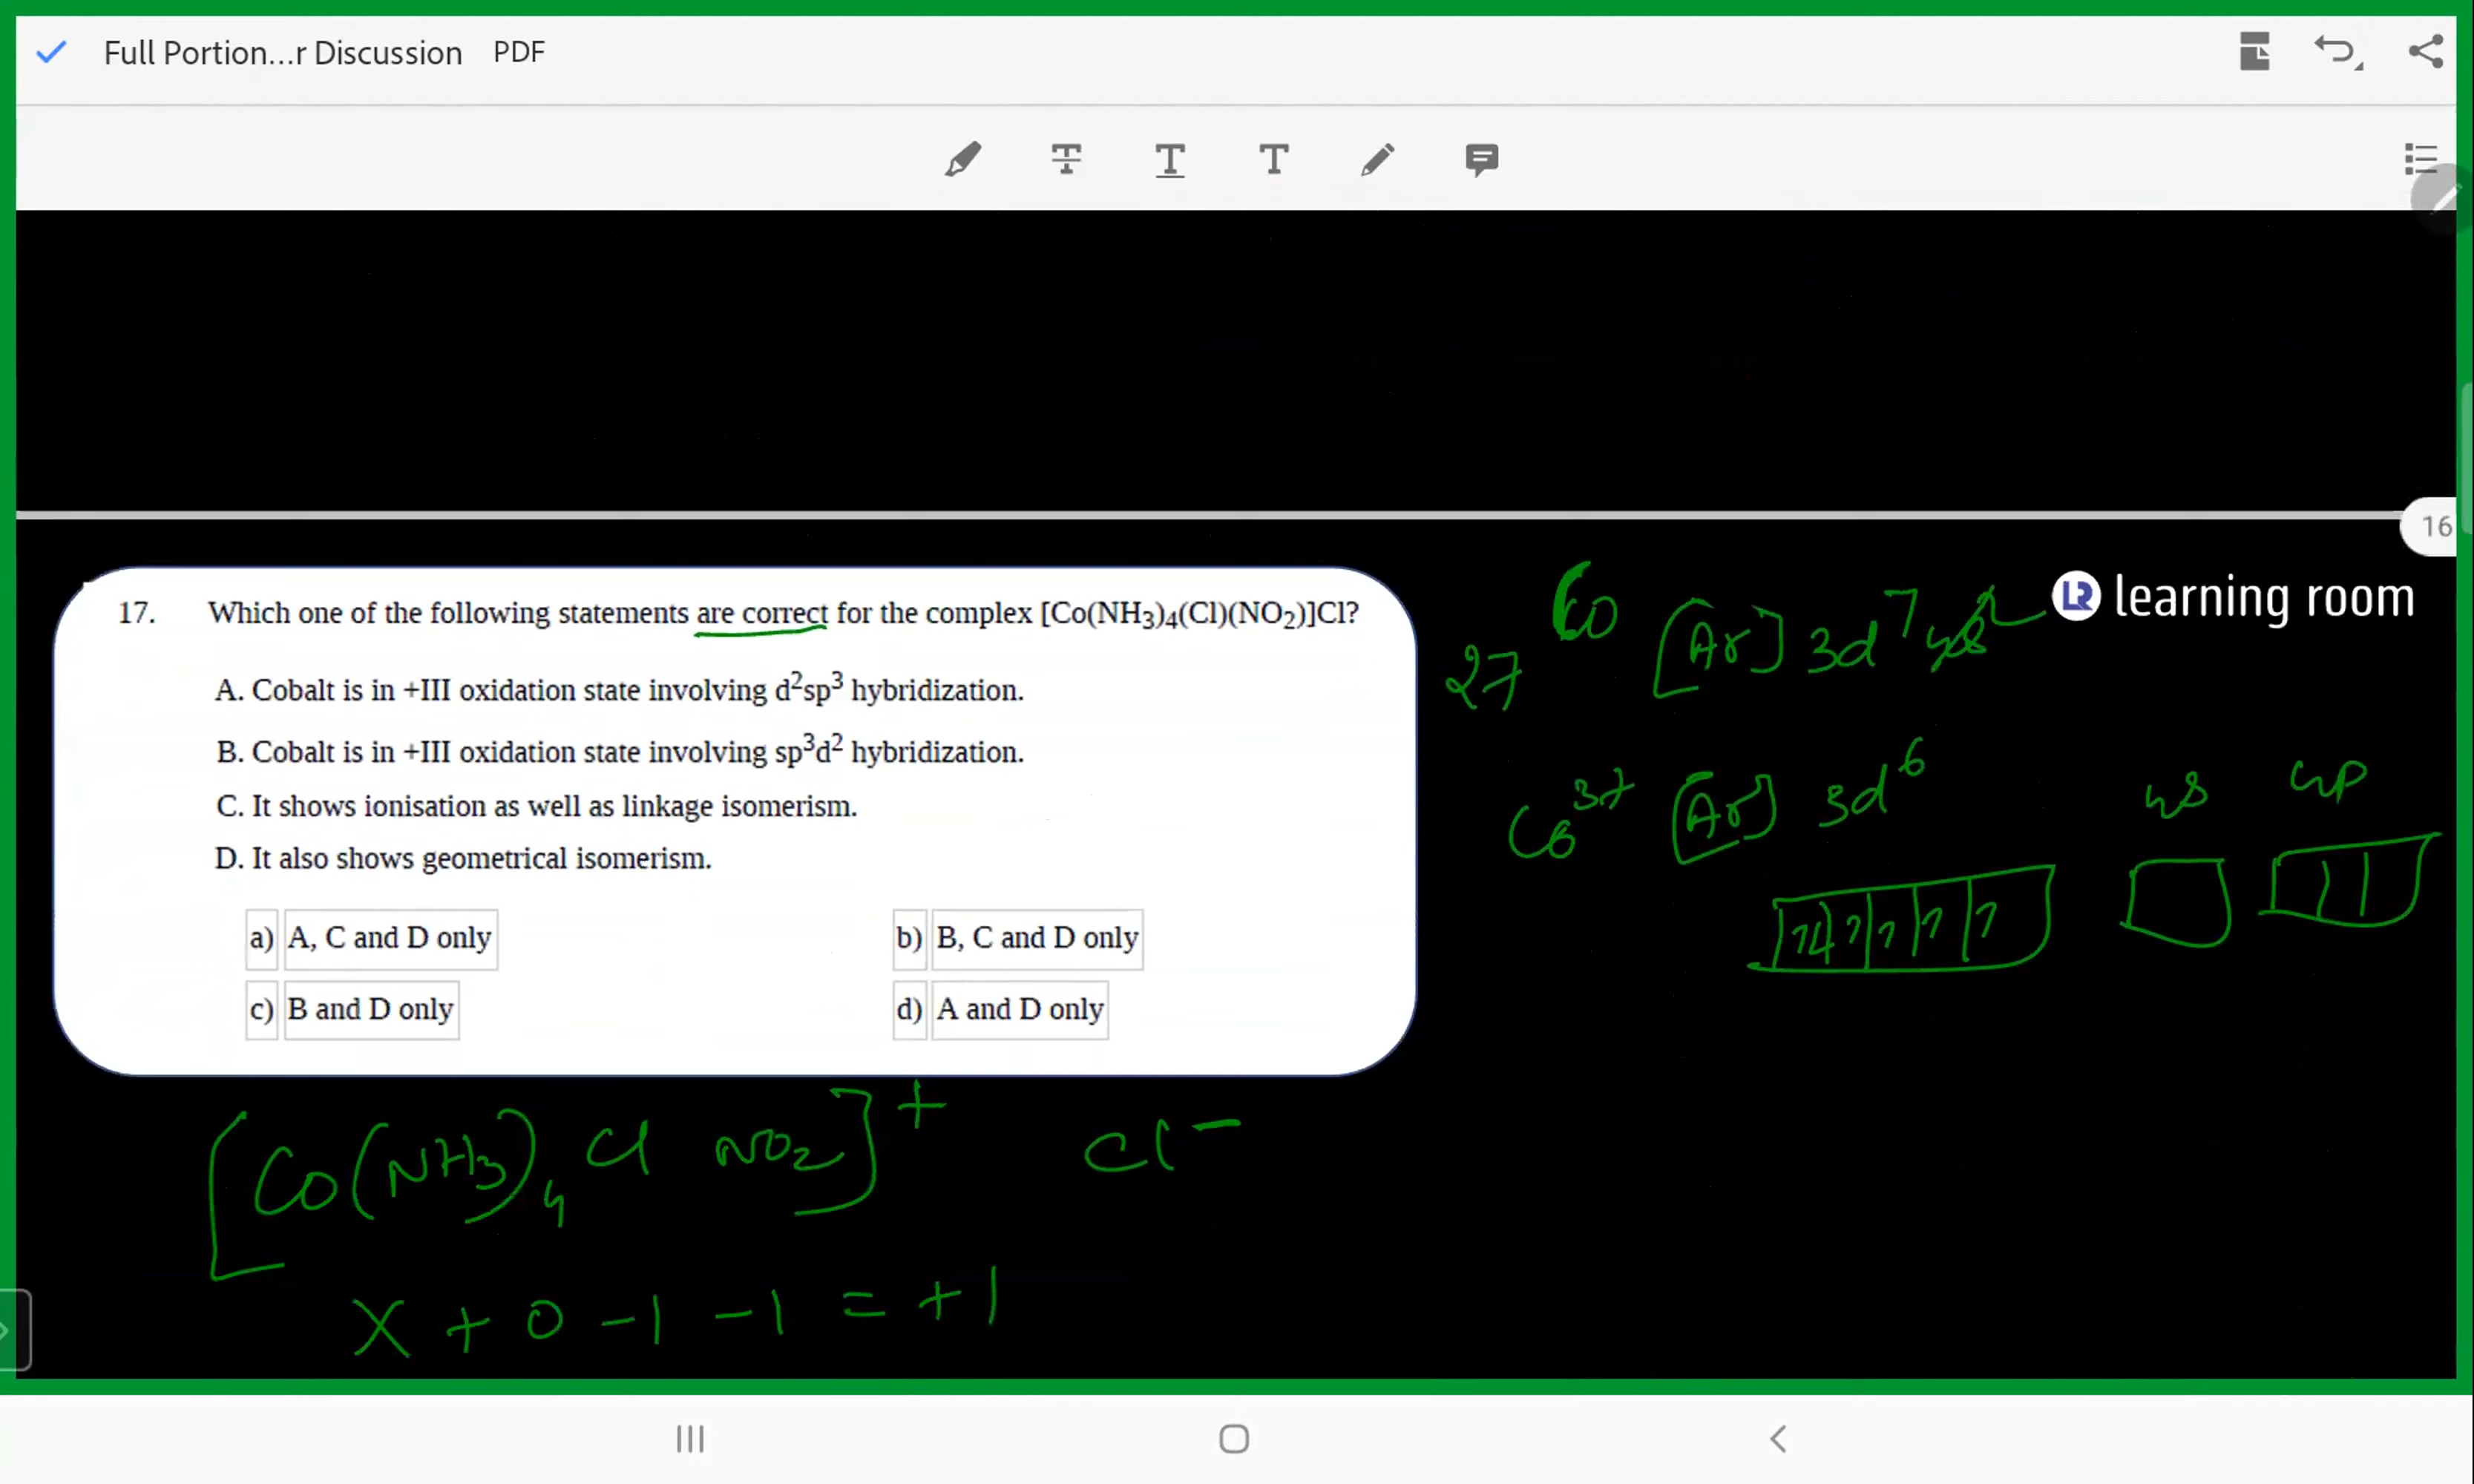 Full Portion...r Discussion PDF
16
learning room
17. Which one of the following statements are correct for the complex [Co(NH₃)₄(Cl)(NO₂)]Cl?
A. Cobalt is in +III oxidation state involving d²sp³ hybridization.
B. Cobalt is in +III oxidation state involving sp³d² hybridization.
C. It shows ionisation as well as linkage isomerism.
D. It also shows geometrical isomerism.
a) A, C and D only
b) B, C and D only
c) B and D only
d) A and D only
27 Co [Ar] 3d⁷ 4s²
Co³⁺ [Ar] 3d⁶
4s 4p
[Co(NH₃)₄ Cl NO₂]⁺ Cl⁻
x + 0 - 1 - 1 = +1